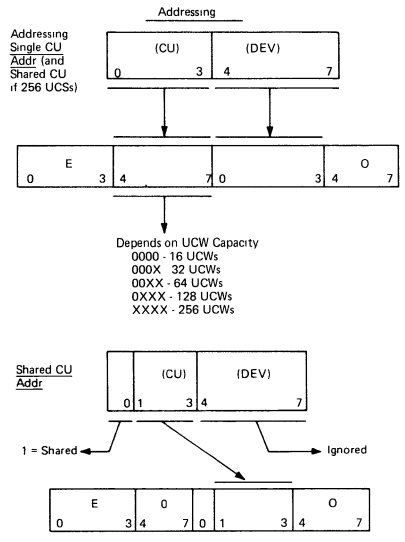 Addressing
Addressing
Single CU
Addr (and
Shared CU
if 256 UCSs)
(CU) (DEV)
0 3 4 7
E O
0 3 4 7 0 3 4 7
Depends on UCW Capacity
0000 - 16 UCWs
000X 32 UCWs
00XX - 64 UCWs
0XXX - 128 UCWs
XXXX - 256 UCWs
Shared CU
Addr
(CU) (DEV)
0 1 3 4 7
1 = Shared
Ignored
E 0 O
0 3 4 7 0 1 3 4 7